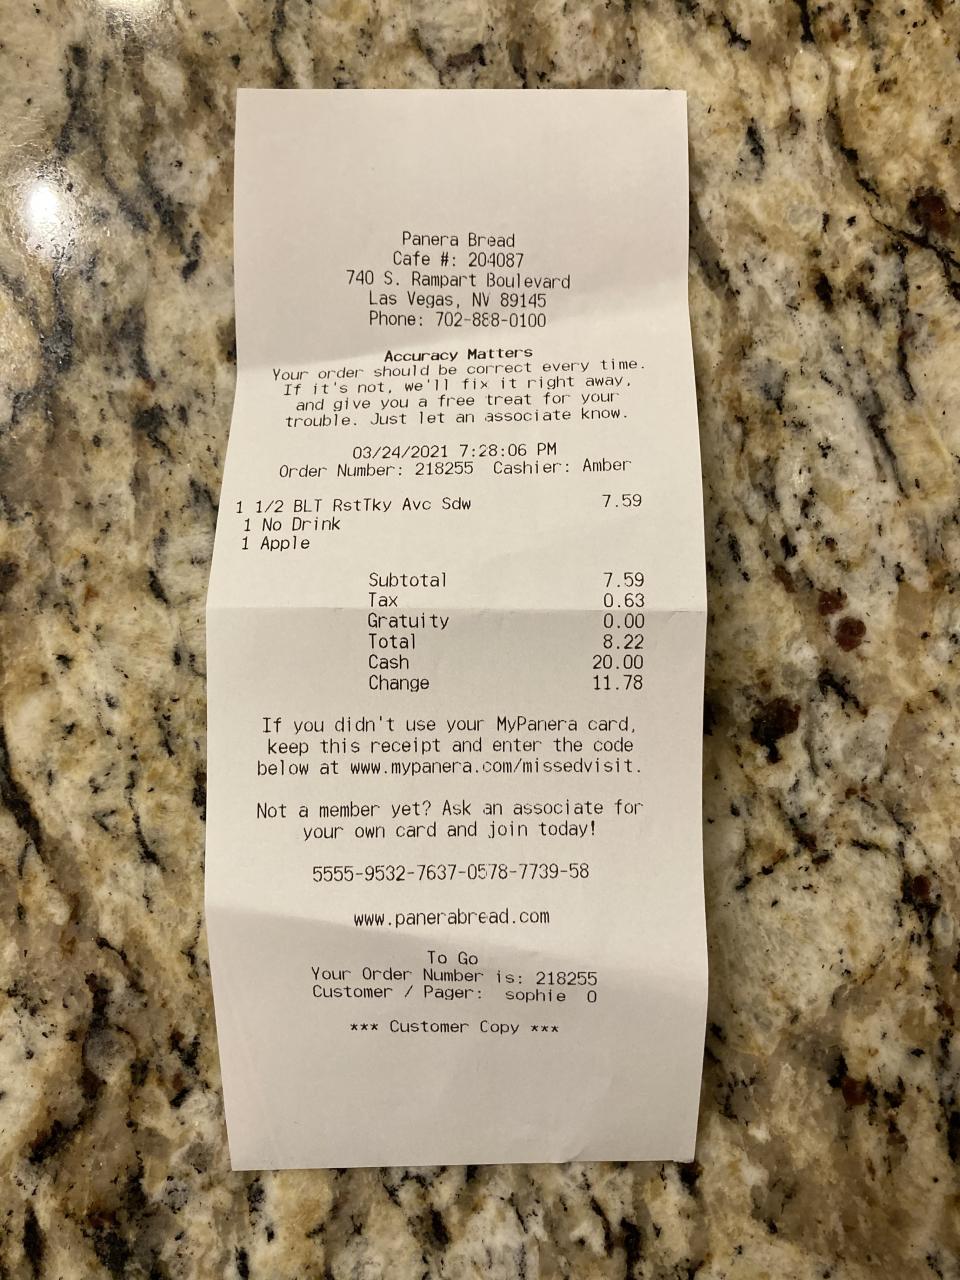 Panera Bread
Cafe #: 204087
740 S. Rampart Boulevard
Las Vegas, NV 89145
Phone: 702-888-0100
Accuracy Matters
Your order should be correct every time.
If it's not, we'll fix it right away,
and give you a free treat for your
trouble. Just let an associate know.
03/24/2021 7:28:06 PM
Order Number: 218255 Cashier: Amber
1 1/2 BLT RstTky Avc Sdw 7.59
1 No Drink
1 Apple
Subtotal 7.59
Tax 0.63
Gratuity 0.00
Total 8.22
Cash 20.00
Change 11.78
If you didn't use your MyPanera card,
keep this receipt and enter the code
below at www.mypanera.com/missedvisit.
Not a member yet? Ask an associate for
your own card and join today!
5555-9532-7637-0578-7739-58
www.panerabread.com
To Go
Your Order Number is: 218255
Customer / Pager: sophie 0
*** Customer Copy ***